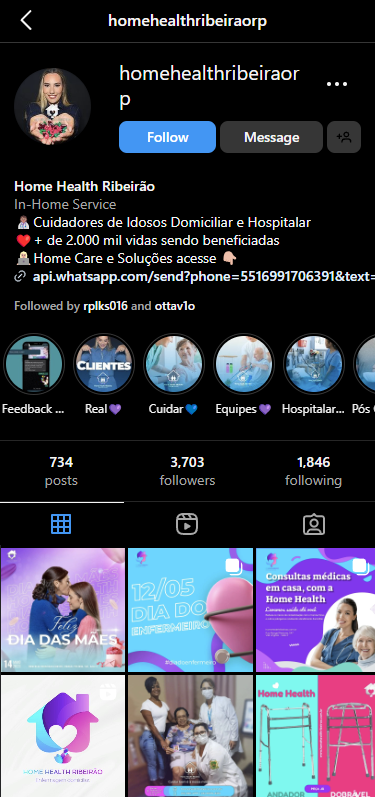 homehealthribeiraorp
homehealthribeiraor
p
Follow
Message
Home Health Ribeirão
In-Home Service
Cuidadores de Idosos Domiciliar e Hospitalar
+ de 2.000 mil vidas sendo beneficiadas
Home Care e Soluções acesse
api.whatsapp.com/send?phone=5516991706391&text=
Followed by rplks016 and ottav1o
CLIENTES
Feedback ...
Real
Cuidar
Equipes
Hospitalar...
Pós
734
posts
3,703
followers
1,846
following
Feliz
DIA DAS MÃES
14
12/05
DIA DO
ENFERMEIRO
Consultas médicas
em casa, com a
Home Health
HOME HEALTH RIBEIRÃO
Home Health
ANDADOR
DOBRÁVEL